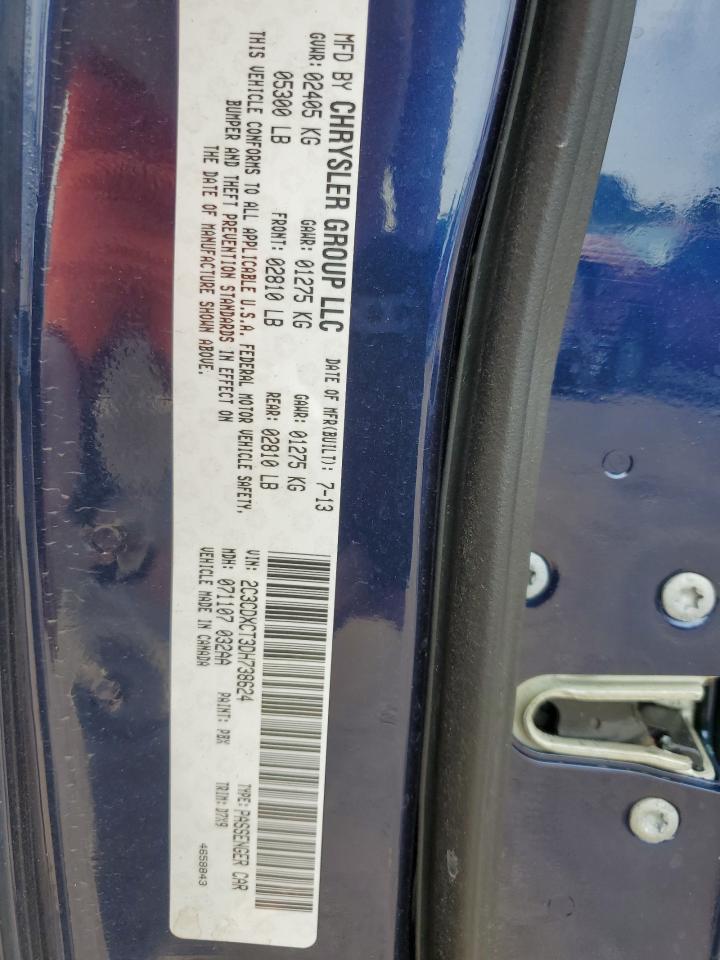 MFD BY CHRYSLER GROUP LLC DATE OF MFR(BUILT): 7-13
GVWR: 02405 KG GAWR: 01275 KG GAWR: 01275 KG
05300 LB FRONT: 02810 LB REAR: 02810 LB
THIS VEHICLE CONFORMS TO ALL APPLICABLE U.S.A. FEDERAL MOTOR VEHICLE SAFETY,
BUMPER AND THEFT PREVENTION STANDARDS IN EFFECT ON
THE DATE OF MANUFACTURE SHOWN ABOVE.
VIN: 2C3CDXCT3DH738624 TYPE: PASSENGER CAR
MDH: 071107 032AA PAINT: PBX TRIM: D7X9
VEHICLE MADE IN CANADA 4658843